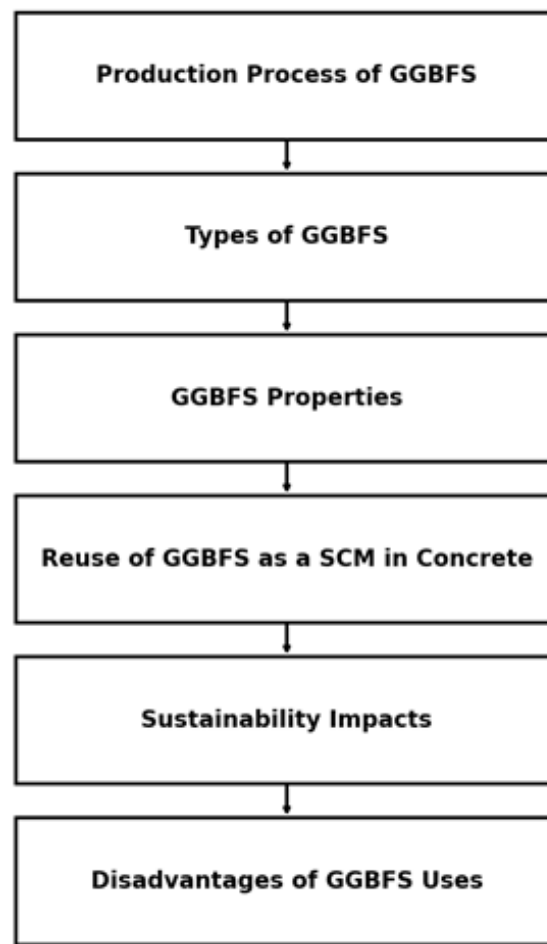 Production Process of GGBFS
Types of GGBFS
GGBFS Properties
Reuse of GGBFS as a SCM in Concrete
Sustainability Impacts
Disadvantages of GGBFS Uses